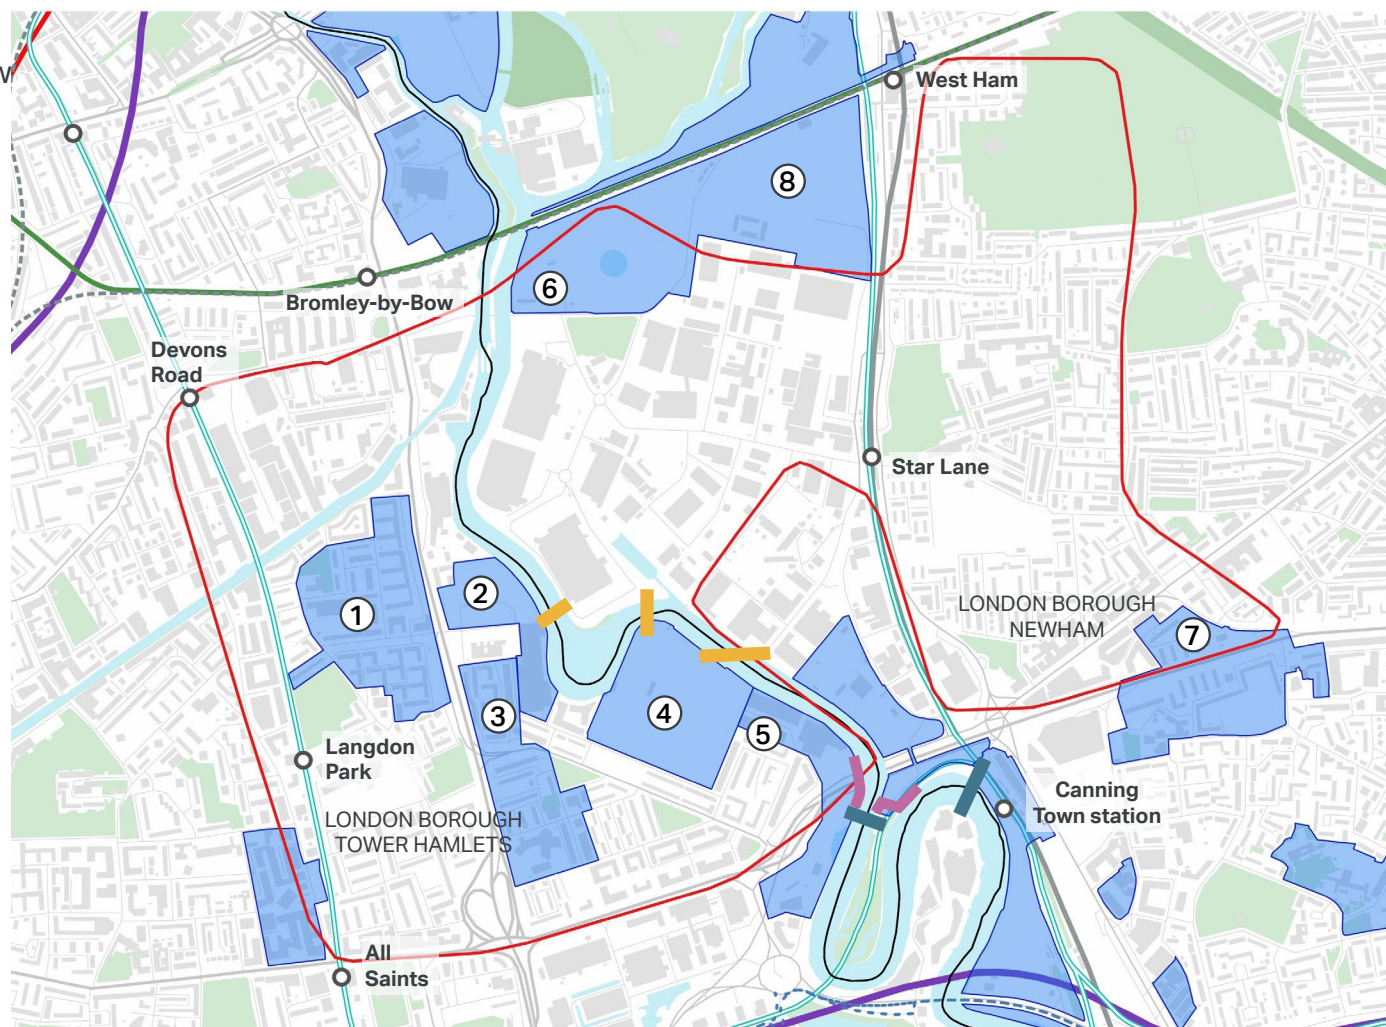 W
West Ham
8
Bromley-by-Bow
6
Devons
Road
Star Lane
1
2
LONDON BOROUGH
NEWHAM
7
3
4
5
Langdon
Park
Canning
Town station
LONDON BOROUGH
TOWER HAMLETS
All
Saints